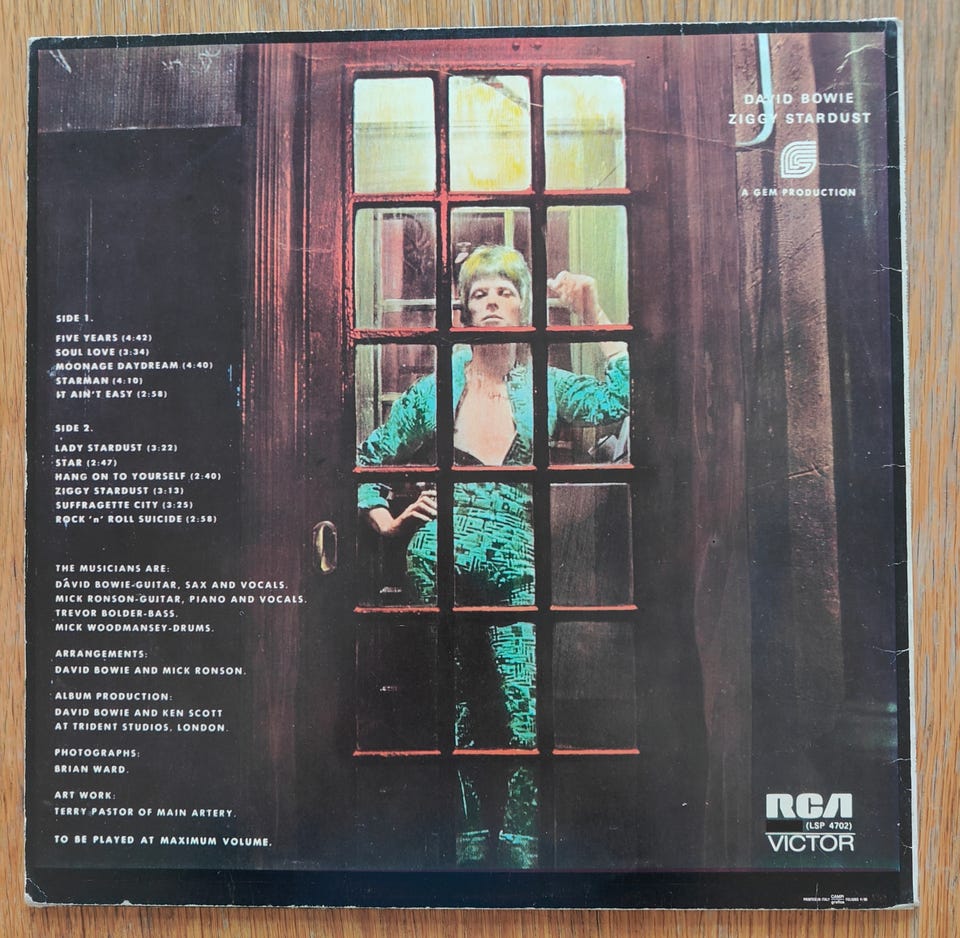 DAVID BOWIE
ZIGGY STARDUST
A GEM PRODUCTION
SIDE 1.
FIVE YEARS (4:42)
SOUL LOVE (3:34)
MOONAGE DAYDREAM (4:40)
STARMAN (4:10)
IT AIN'T EASY (2:58)
SIDE 2.
LADY STARDUST (3:22)
STAR (2:47)
HANG ON TO YOURSELF (2:40)
ZIGGY STARDUST (3:13)
SUFFRAGETTE CITY (3:25)
ROCK 'n' ROLL SUICIDE (2:58)
THE MUSICIANS ARE:
DAVID BOWIE-GUITAR, SAX AND VOCALS.
MICK RONSON-GUITAR, PIANO AND VOCALS.
TREVOR BOLDER-BASS.
MICK WOODMANSEY-DRUMS.
ARRANGEMENTS:
DAVID BOWIE AND MICK RONSON.
ALBUM PRODUCTION:
DAVID BOWIE AND KEN SCOTT
AT TRIDENT STUDIOS, LONDON.
PHOTOGRAPHS:
BRIAN WARD.
ART WORK:
TERRY PASTOR OF MAIN ARTERY.
TO BE PLAYED AT MAXIMUM VOLUME.
RCA
(LSP 4702)
VICTOR
PRINTED IN ITALY